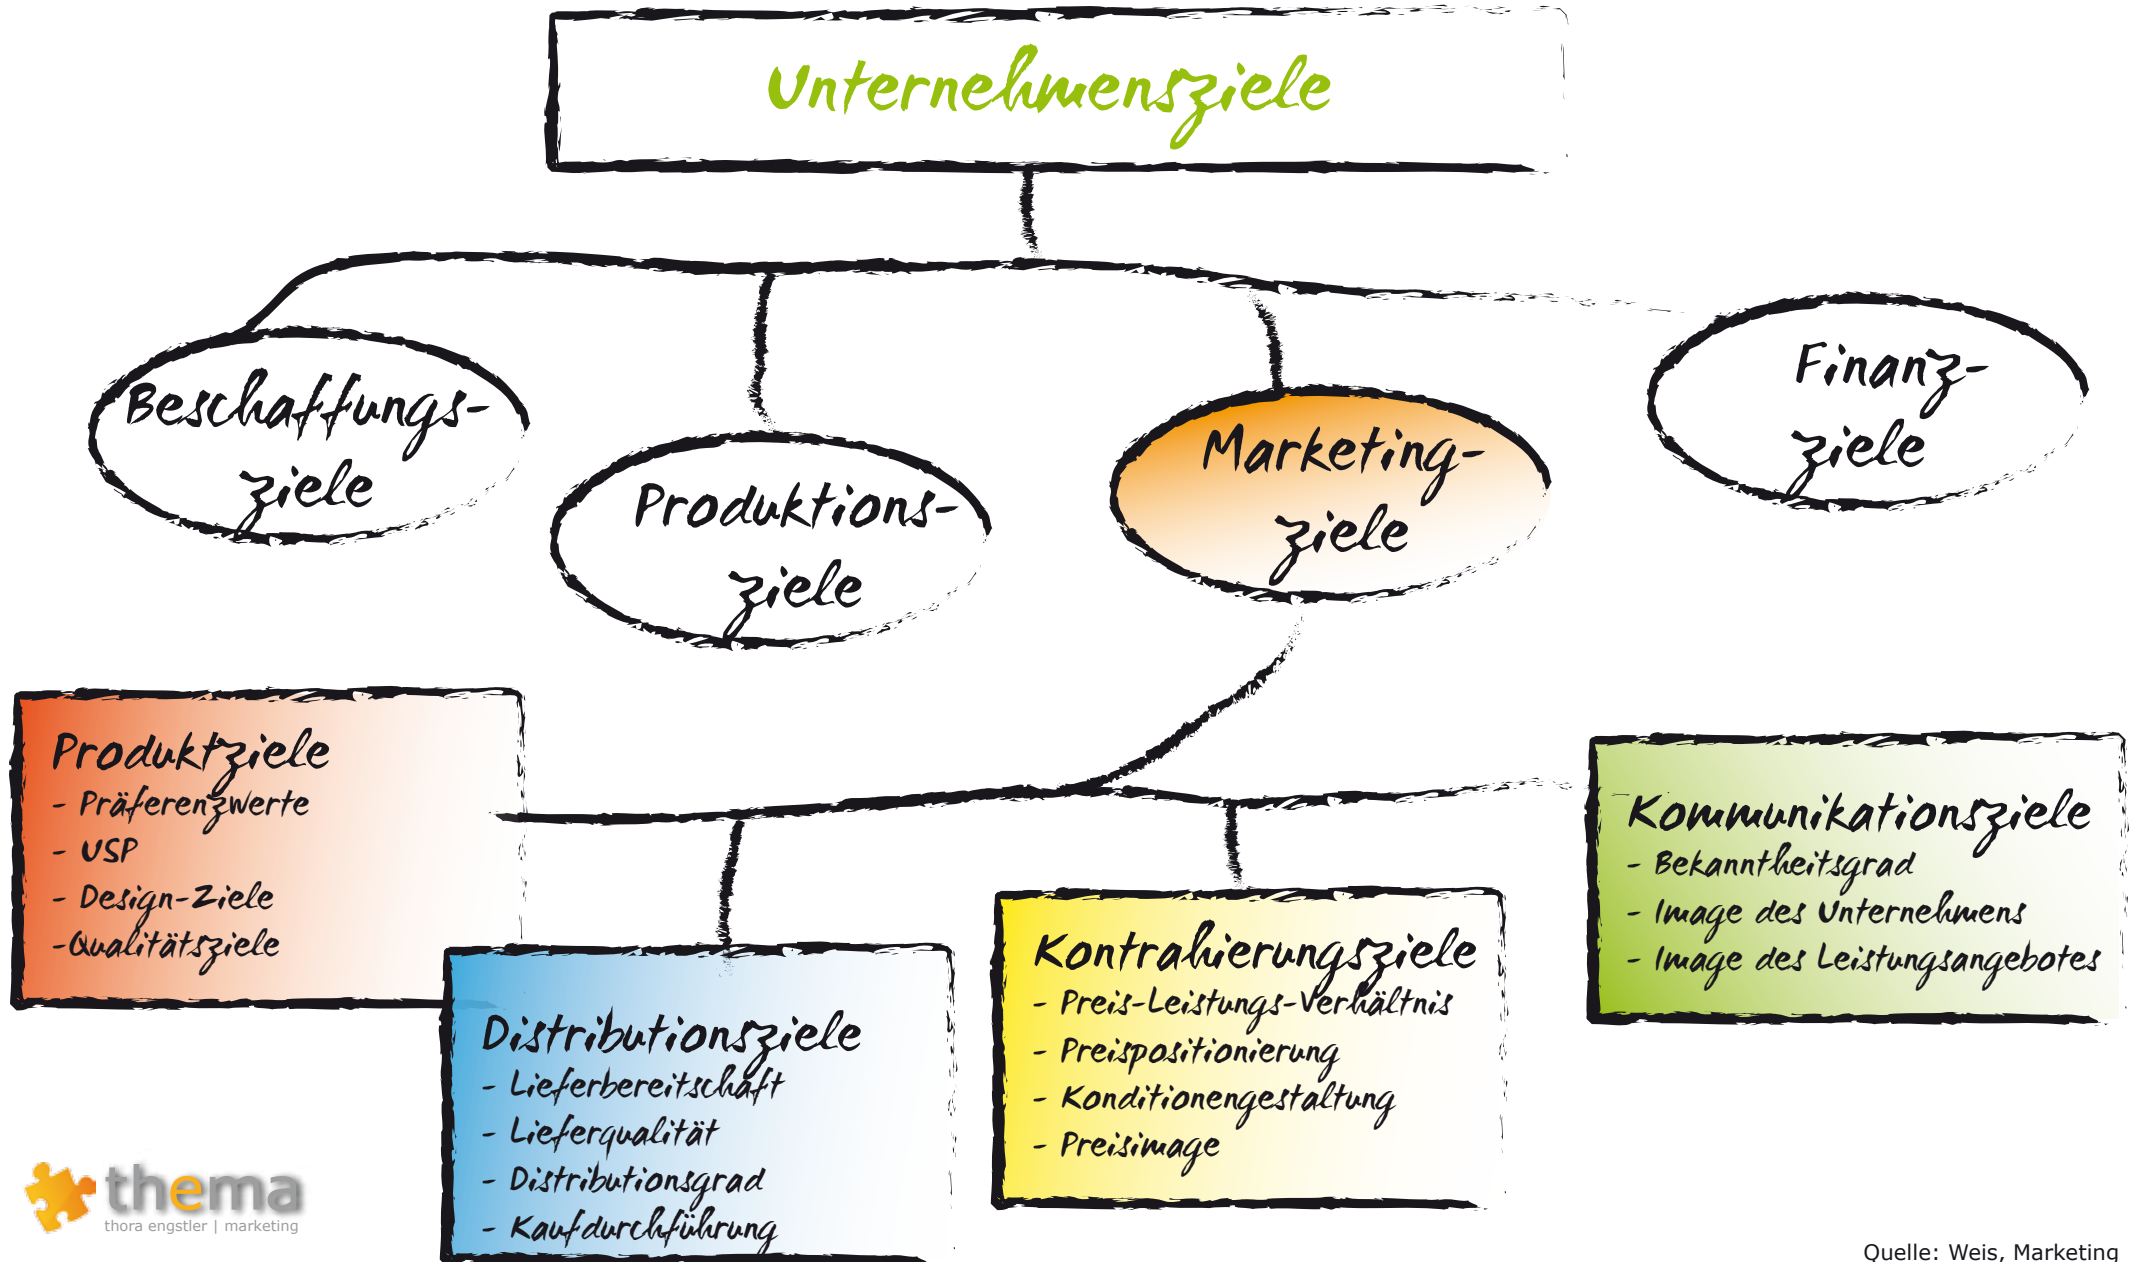 Unternehmensziele
Beschaffungs-
ziele
Produktions-
ziele
Marketing-
ziele
Finanz-
ziele
Produktziele
- Präferenzwerte
- USP
- Design-Ziele
-Qualitätsziele
Distributionsziele
- Lieferbereitschaft
- Lieferqualität
- Distributionsgrad
- Kaufdurchführung
Kontrahierungsziele
- Preis-Leistungs-Verhältnis
- Preispositionierung
- Konditionengestaltung
- Preisimage
Kommunikationsziele
- Bekanntheitsgrad
- Image des Unternehmens
- Image des Leistungsangebotes
thema
thora engstler | marketing
Quelle: Weis, Marketing